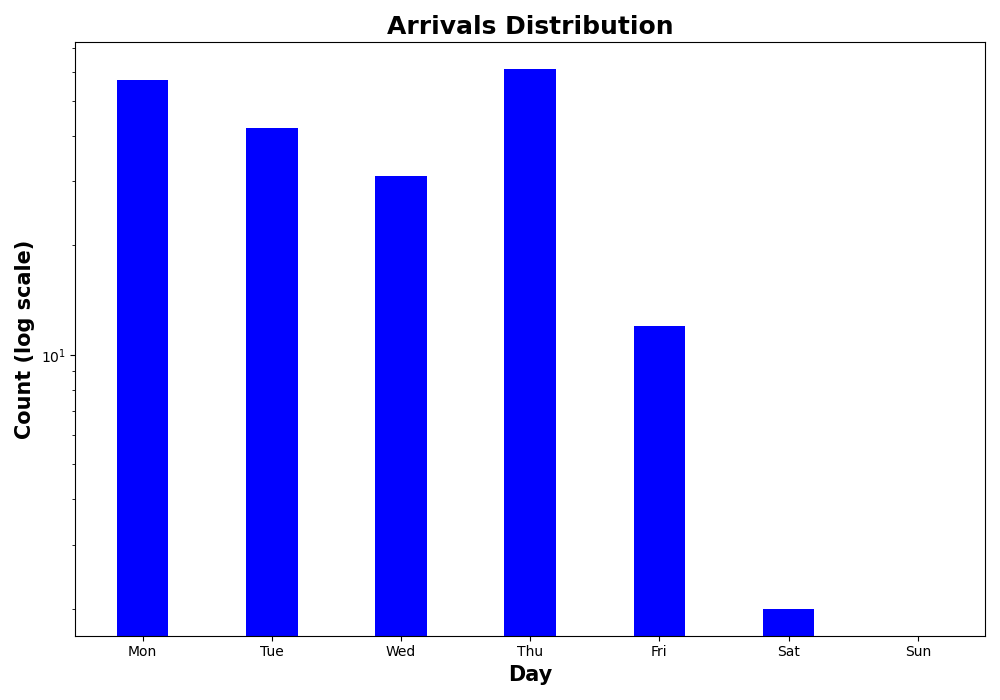 Arrivals Distribution
Count (log scale)
10¹
Mon Tue Wed Thu Fri Sat Sun
Day